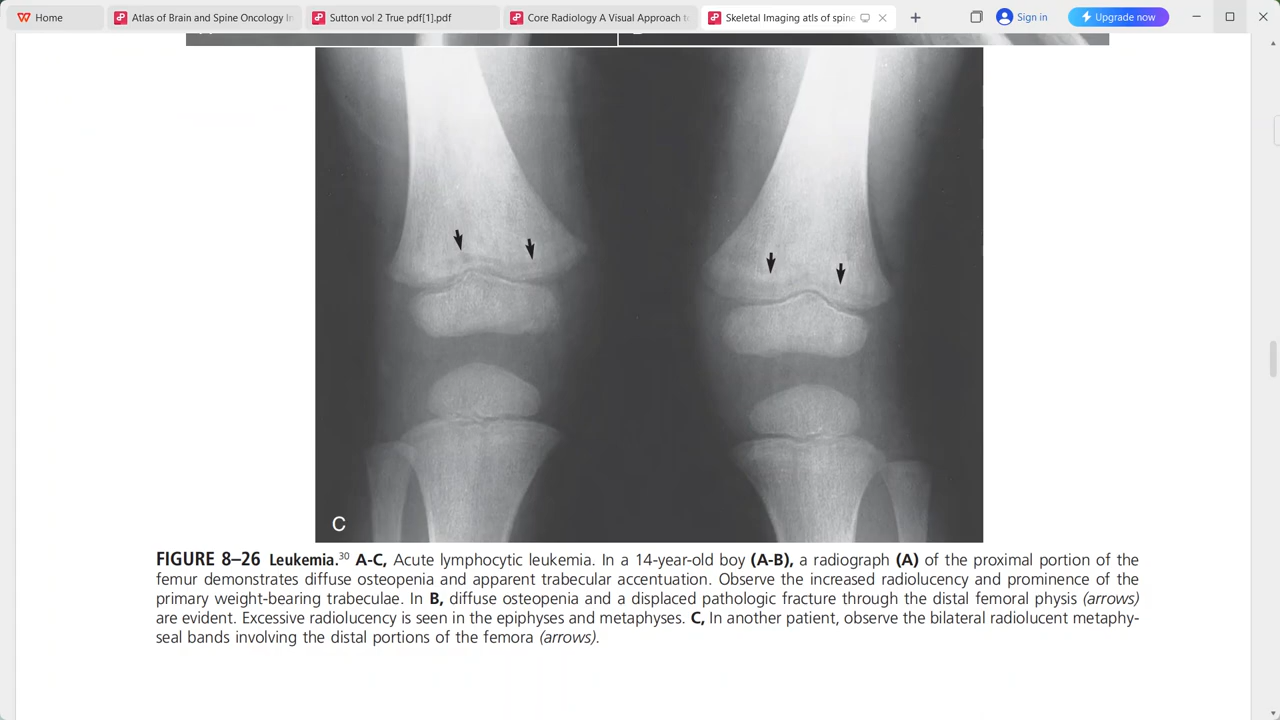 Home
Atlas of Brain and Spine Oncology I
Sutton vol 2 True pdf[1].pdf
Core Radiology A Visual Approach t
Skeletal Imaging atls of spine
Sign in
Upgrade now
C
FIGURE 8–26 Leukemia.30 A-C, Acute lymphocytic leukemia. In a 14-year-old boy (A-B), a radiograph (A) of the proximal portion of the
femur demonstrates diffuse osteopenia and apparent trabecular accentuation. Observe the increased radiolucency and prominence of the
primary weight-bearing trabeculae. In B, diffuse osteopenia and a displaced pathologic fracture through the distal femoral physis (arrows)
are evident. Excessive radiolucency is seen in the epiphyses and metaphyses. C, In another patient, observe the bilateral radiolucent metaphy-
seal bands involving the distal portions of the femora (arrows).